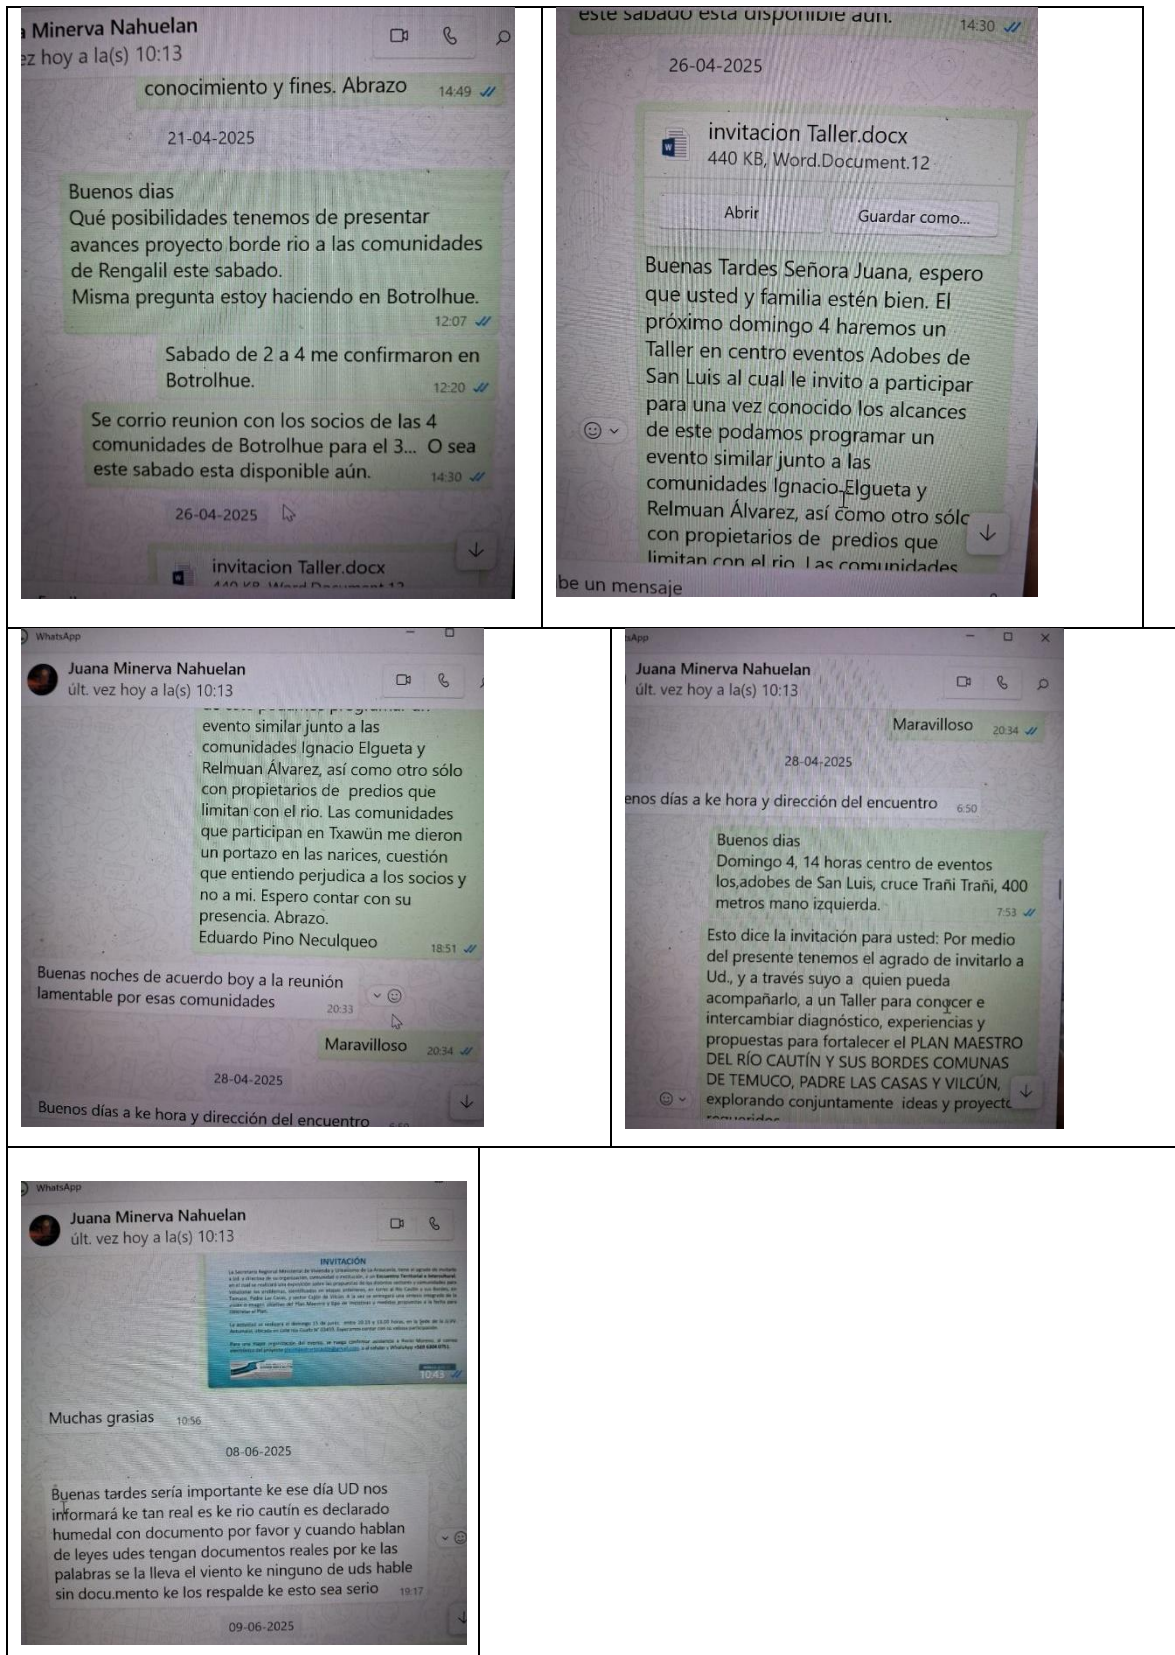 a Minerva Nahuelan
ez hoy a la(s) 10:13
conocimiento y fines. Abrazo
14:49
21-04-2025
Buenos dias
Qué posibilidades tenemos de presentar
avances proyecto borde rio a las comunidades
de Rengalil este sabado.
Misma pregunta estoy haciendo en Botrolhue.
12:07
Sabado de 2 a 4 me confirmaron en
Botrolhue.
12:20
Se corrio reunion con los socios de las 4
comunidades de Botrolhue para el 3... O sea
este sabado esta disponible aún.
14:30
26-04-2025
invitacion Taller.docx
440 KB, Word.Document.12
este sabado esta disponible aun.
14:30
26-04-2025
invitacion Taller.docx
440 KB, Word.Document.12
Abrir
Guardar como...
Buenas Tardes Señora Juana, espero
que usted y familia estén bien. El
próximo domingo 4 haremos un
Taller en centro eventos Adobes de
San Luis al cual le invito a participar
para una vez conocido los alcances
de este podamos programar un
evento similar junto a las
comunidades Ignacio Elgueta y
Relmuan Álvarez, así como otro sólo
con propietarios de predios que
limitan con el rio. Las comunidades
be un mensaje
WhatsApp
Juana Minerva Nahuelan
últ. vez hoy a la(s) 10:13
evento similar junto a las
comunidades Ignacio Elgueta y
Relmuan Álvarez, así como otro sólo
con propietarios de predios que
limitan con el rio. Las comunidades
que participan en Txawün me dieron
un portazo en las narices, cuestión
que entiendo perjudica a los socios y
no a mi. Espero contar con su
presencia. Abrazo.
Eduardo Pino Neculqueo
18:51
Buenas noches de acuerdo boy a la reunión
lamentable por esas comunidades
20:33
Maravilloso
20:34
28-04-2025
Buenos días a ke hora y dirección del encuentro
sApp
Juana Minerva Nahuelan
últ. vez hoy a la(s) 10:13
Maravilloso
20:34
28-04-2025
enos días a ke hora y dirección del encuentro
6:50
Buenos dias
Domingo 4, 14 horas centro de eventos
los,adobes de San Luis, cruce Trañi Trañi, 400
metros mano izquierda.
7:53
Esto dice la invitación para usted: Por medio
del presente tenemos el agrado de invitarlo a
Ud., y a través suyo a quien pueda
acompañarlo, a un Taller para conocer e
intercambiar diagnóstico, experiencias y
propuestas para fortalecer el PLAN MAESTRO
DEL RÍO CAUTÍN Y SUS BORDES COMUNAS
DE TEMUCO, PADRE LAS CASAS Y VILCÚN,
explorando conjuntamente ideas y proyecto
WhatsApp
Juana Minerva Nahuelan
últ. vez hoy a la(s) 10:13
INVITACIÓN
10:43
Muchas grasias
10:56
08-06-2025
Buenas tardes sería importante ke ese día UD nos
informará ke tan real es ke rio cautín es declarado
humedal con documento por favor y cuando hablan
de leyes udes tengan documentos reales por ke las
palabras se la lleva el viento ke ninguno de uds hable
sin docu.mento ke los respalde ke esto sea serio
19:17
09-06-2025